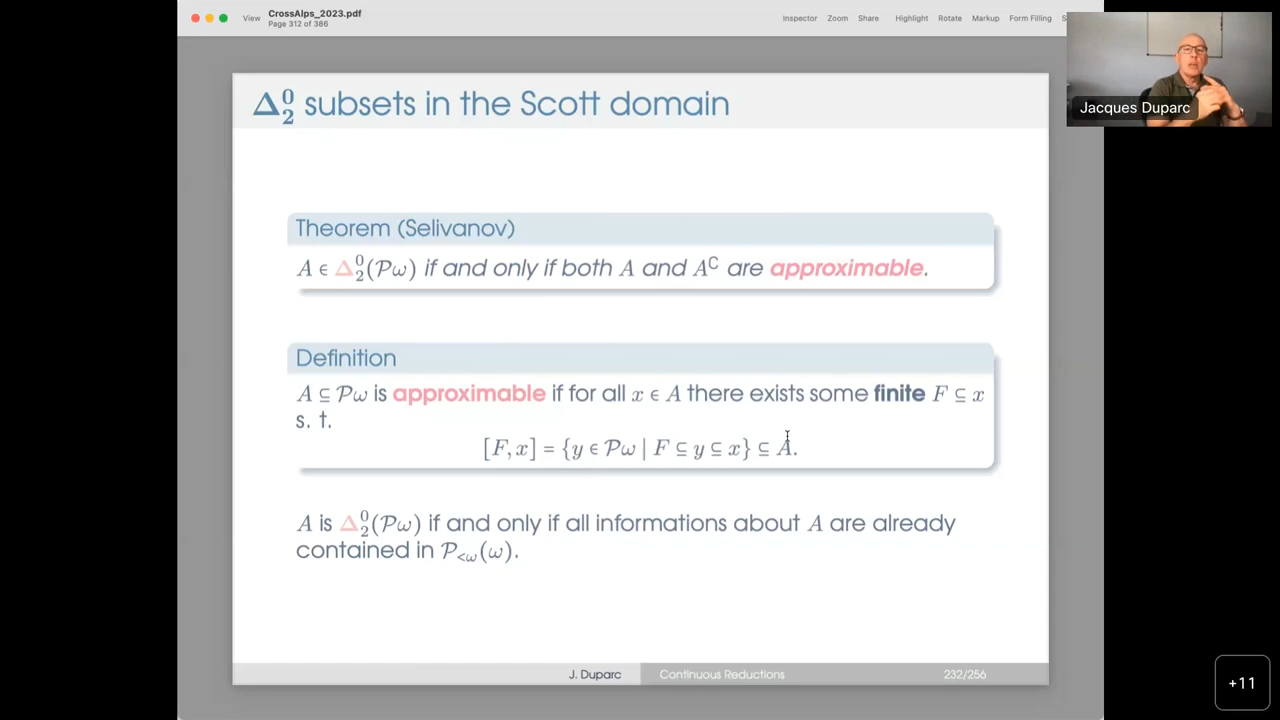 View
CrossAlps_2023.pdf
Page 312 of 386
Inspector Zoom Share Highlight Rotate Markup Form Filling
Jacques Duparc
Δ⁰₂ subsets in the Scott domain
Theorem (Selivanov)
A ∈ Δ⁰₂(𝒫ω) if and only if both A and Aᶜ are approximable.
Definition
A ⊆ 𝒫ω is approximable if for all x ∈ A there exists some finite F ⊆ x
s. t.
[F, x] = {y ∈ 𝒫ω | F ⊆ y ⊆ x} ⊆ A.
A is Δ⁰₂(𝒫ω) if and only if all informations about A are already
contained in 𝒫<ω(ω).
J. Duparc Continuous Reductions 232/256
+11